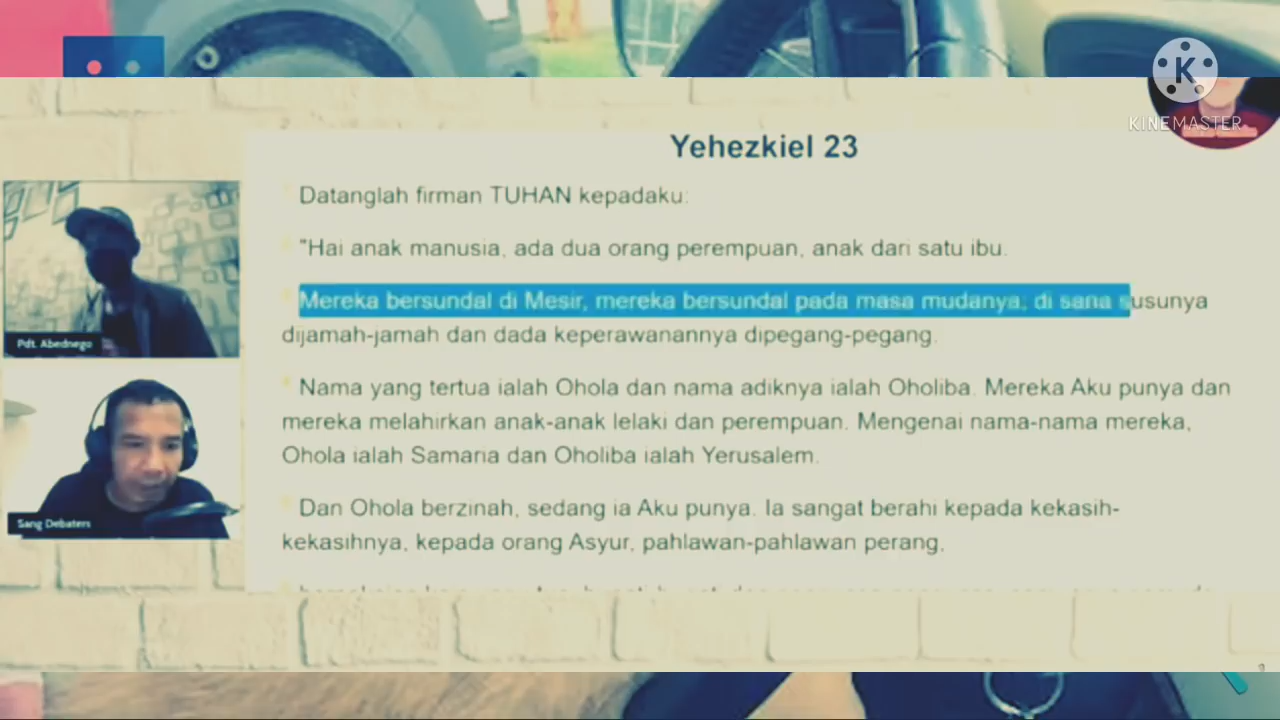 K
KINEMASTER
Yehezkiel 23
Datanglah firman TUHAN kepadaku:
"Hai anak manusia, ada dua orang perempuan, anak dari satu ibu.
Mereka bersundal di Mesir, mereka bersundal pada masa mudanya; di sana susunya
dijamah-jamah dan dada keperawanannya dipegang-pegang.
Nama yang tertua ialah Ohola dan nama adiknya ialah Oholiba. Mereka Aku punya dan
mereka melahirkan anak-anak lelaki dan perempuan. Mengenai nama-nama mereka,
Ohola ialah Samaria dan Oholiba ialah Yerusalem.
Dan Ohola berzinah, sedang ia Aku punya. Ia sangat berahi kepada kekasih-
kekasihnya, kepada orang Asyur, pahlawan-pahlawan perang,
Pdt. Abednego
Sang Debaters